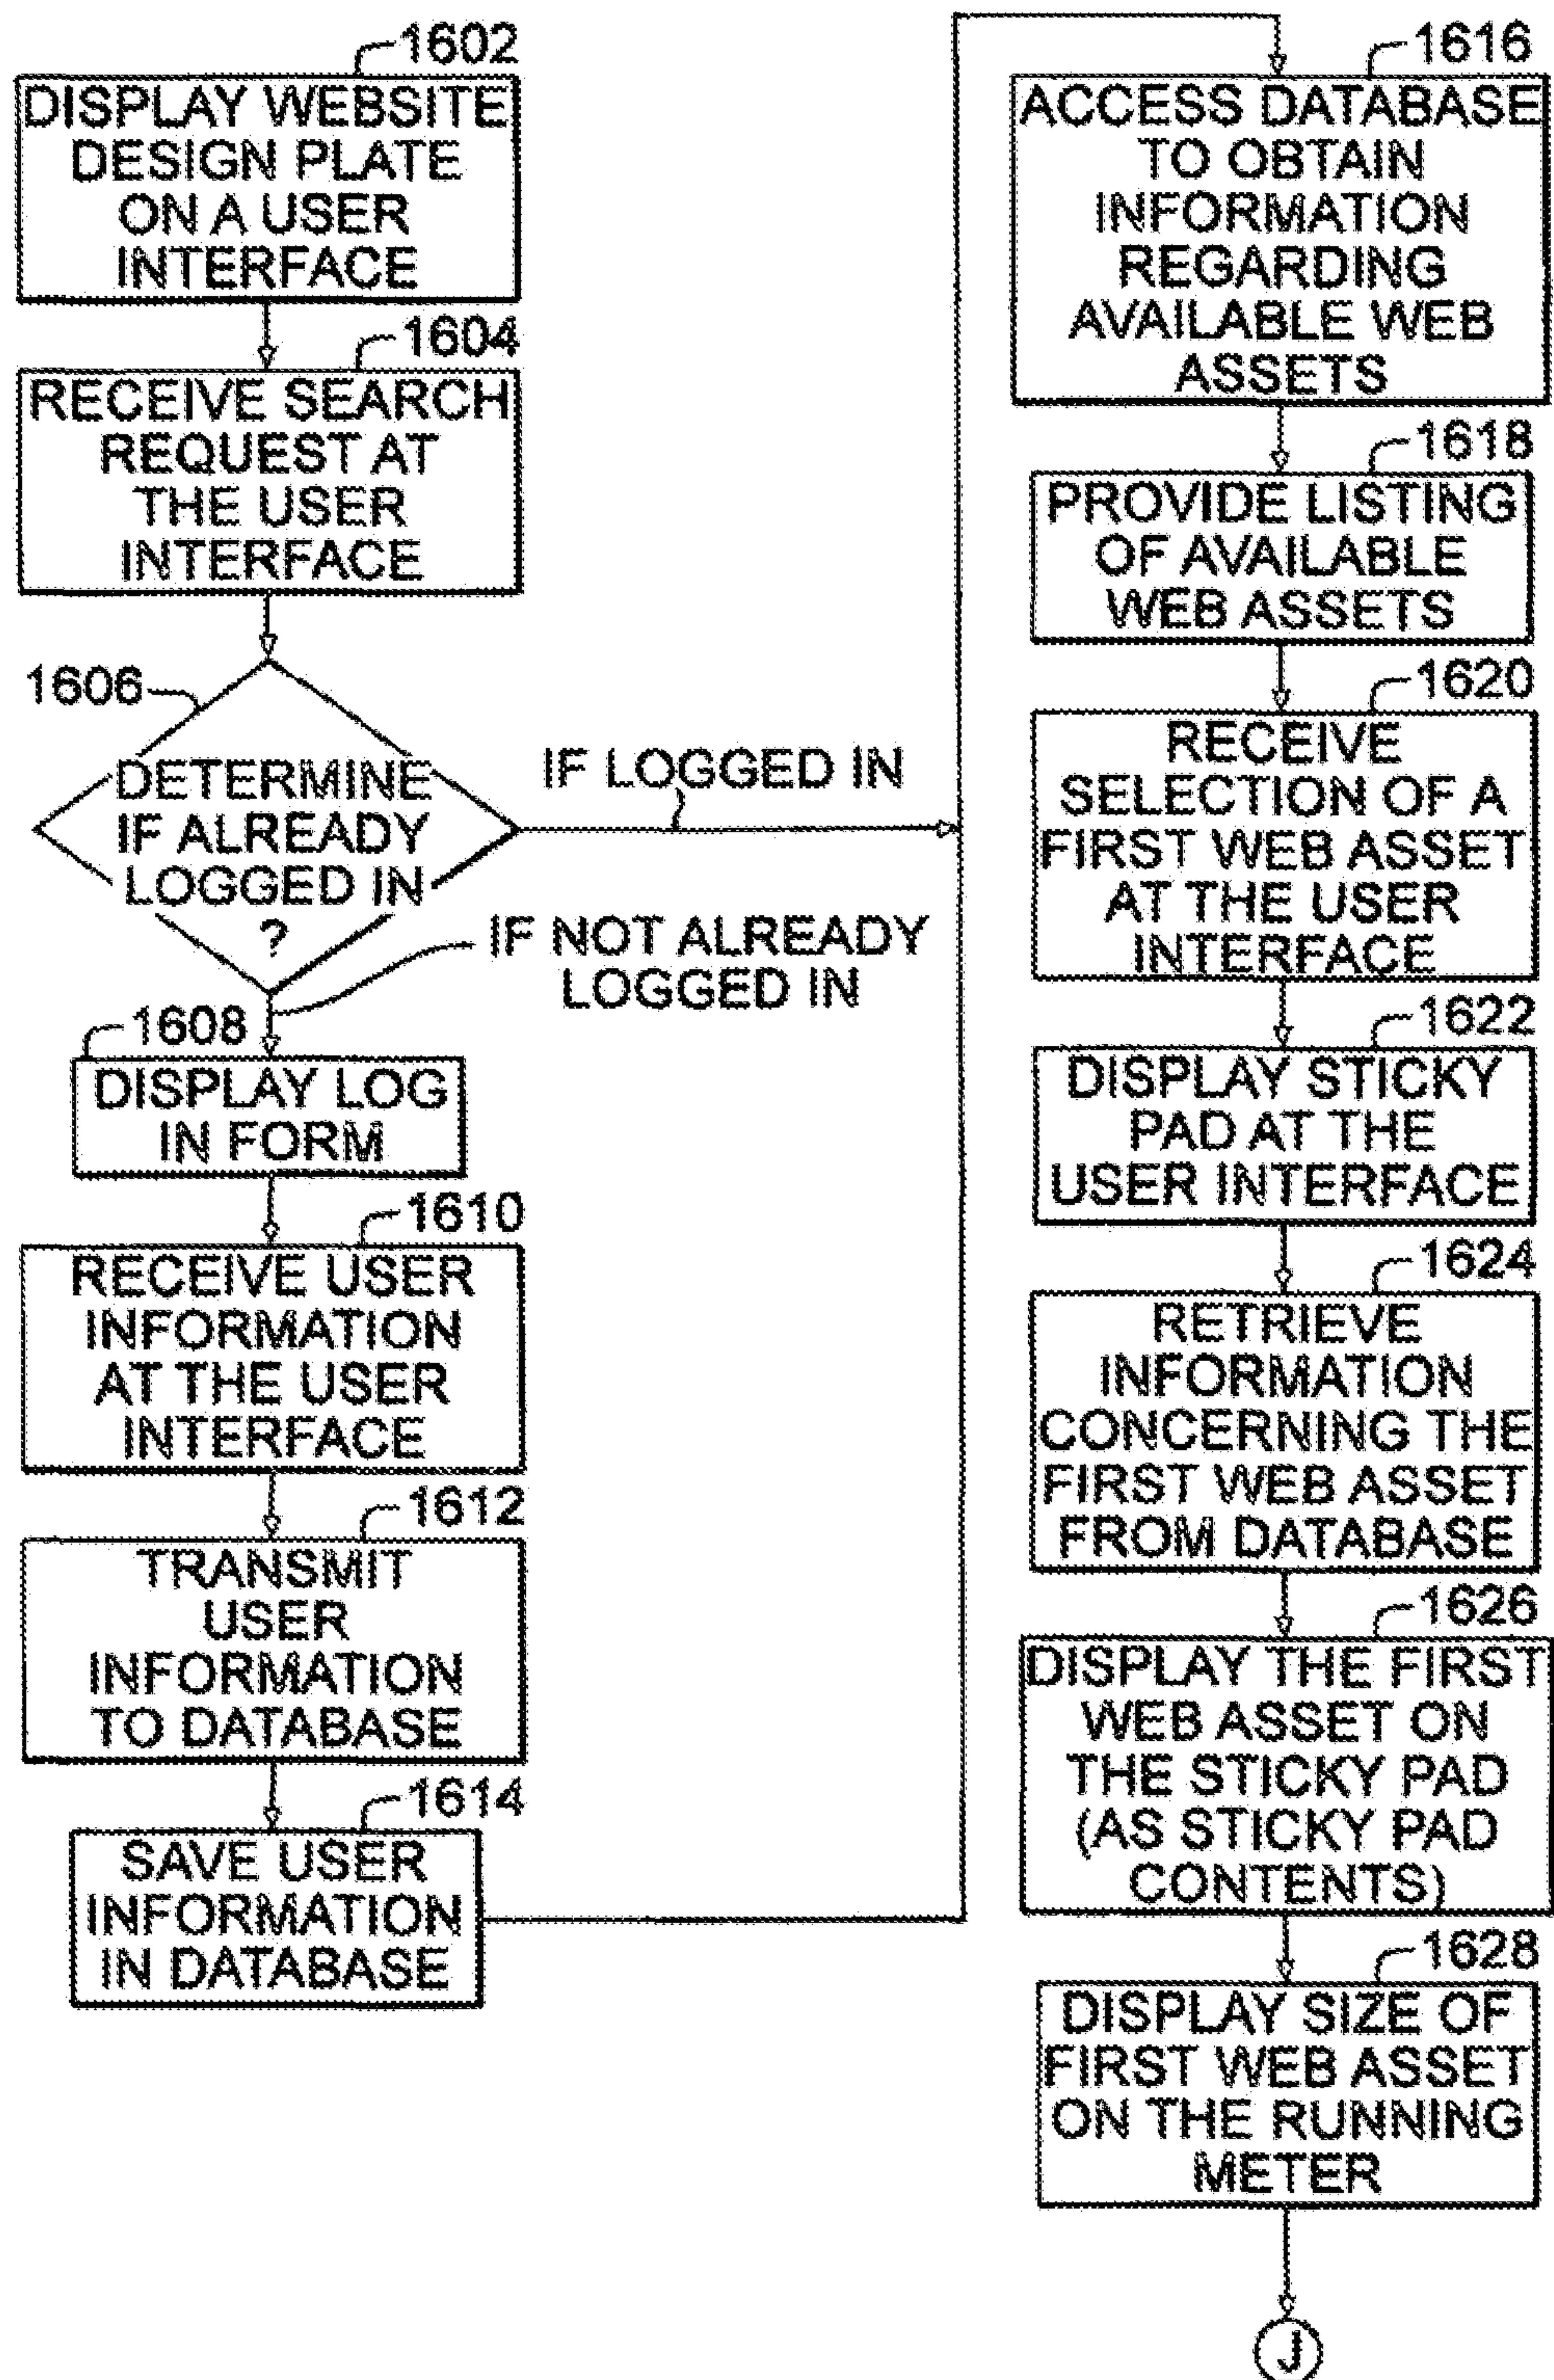 1602
DISPLAY WEBSITE
DESIGN PLATE
ON A USER
INTERFACE
1604
RECEIVE SEARCH
REQUEST AT
THE USER
INTERFACE
1606
DETERMINE
IF ALREADY
LOGGED IN
?
IF LOGGED IN
IF NOT ALREADY
LOGGED IN
1608
DISPLAY LOG
IN FORM
1610
RECEIVE USER
INFORMATION
AT THE USER
INTERFACE
1612
TRANSMIT
USER
INFORMATION
TO DATABASE
1614
SAVE USER
INFORMATION
IN DATABASE
1616
ACCESS DATABASE
TO OBTAIN
INFORMATION
REGARDING
AVAILABLE WEB
ASSETS
1618
PROVIDE LISTING
OF AVAILABLE
WEB ASSETS
1620
RECEIVE
SELECTION OF A
FIRST WEB ASSET
AT THE USER
INTERFACE
1622
DISPLAY STICKY
PAD AT THE
USER INTERFACE
1624
RETRIEVE
INFORMATION
CONCERNING THE
FIRST WEB ASSET
FROM DATABASE
1626
DISPLAY THE FIRST
WEB ASSET ON
THE STICKY PAD
(AS STICKY PAD
CONTENTS)
1628
DISPLAY SIZE OF
FIRST WEB ASSET
ON THE RUNNING
METER
J